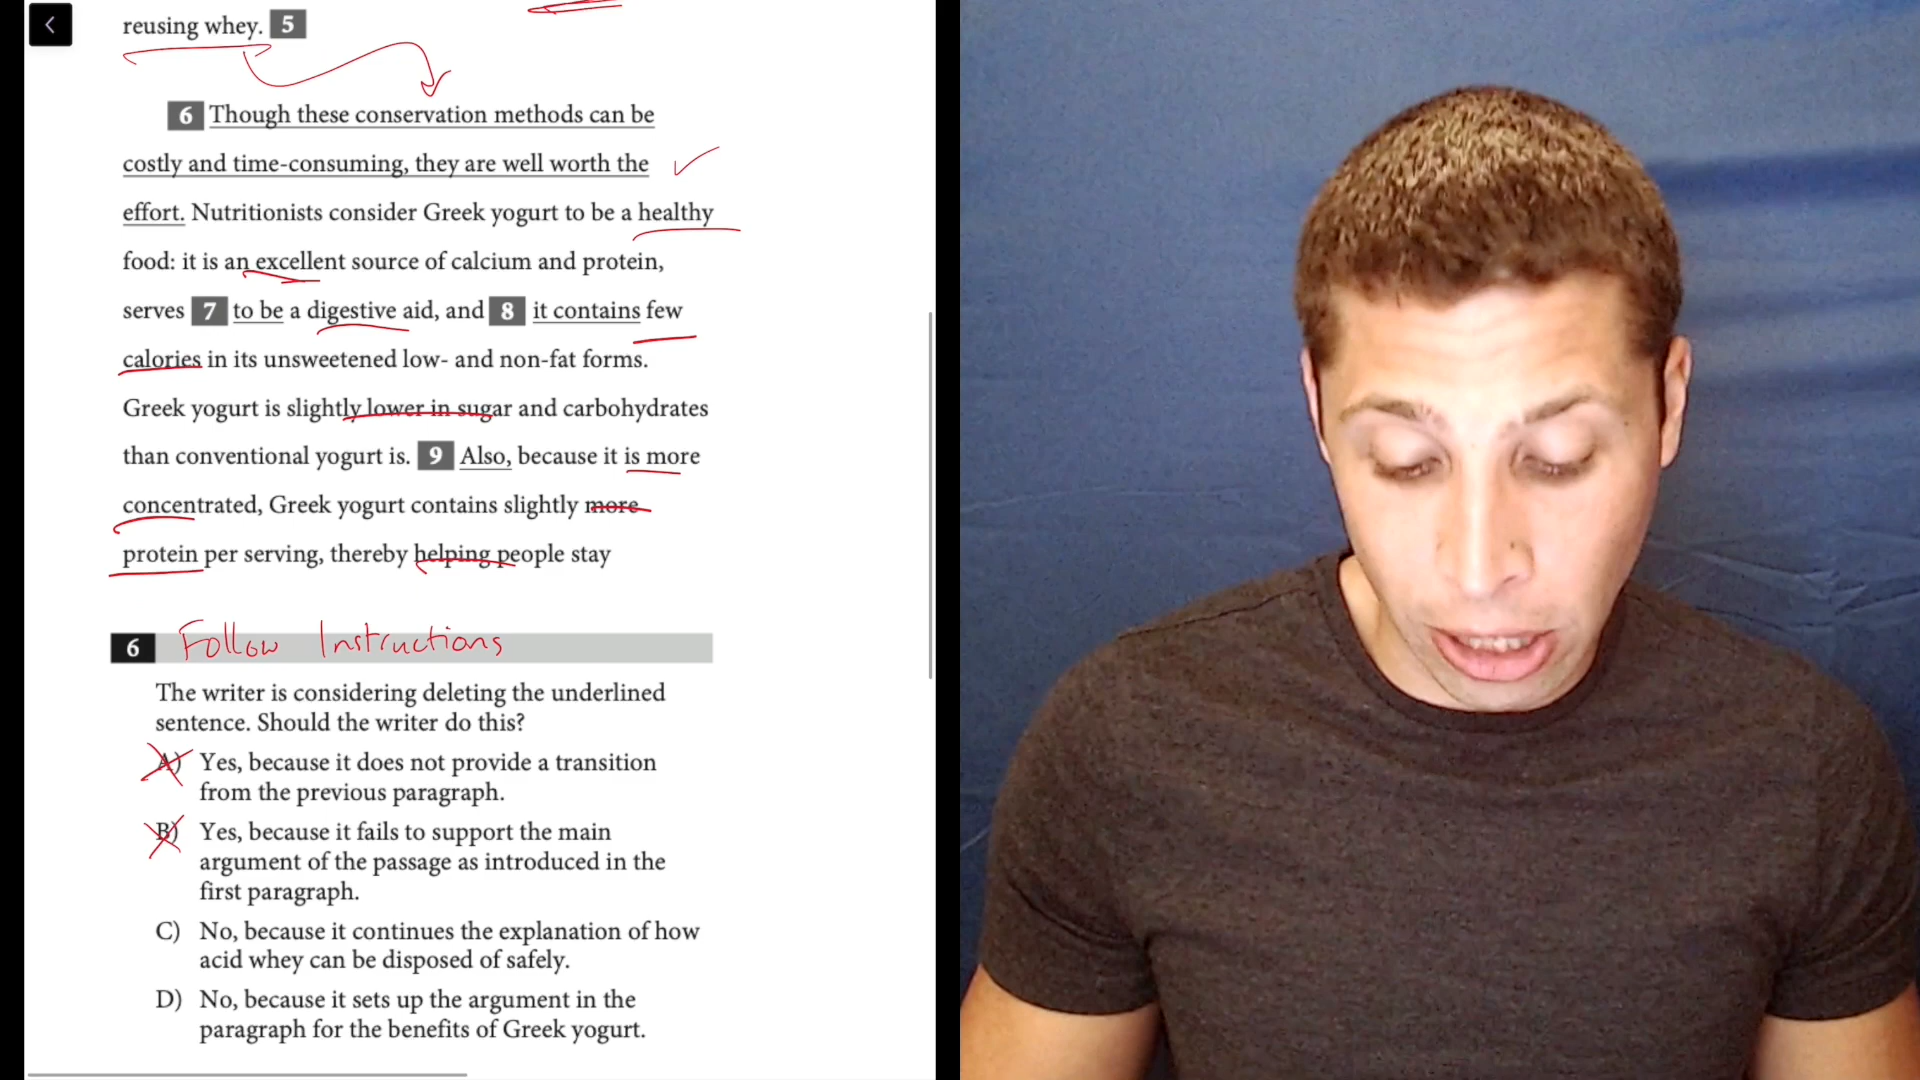 reusing whey. 5
6 Though these conservation methods can be
costly and time-consuming, they are well worth the
effort. Nutritionists consider Greek yogurt to be a healthy
food: it is an excellent source of calcium and protein,
serves 7 to be a digestive aid, and 8 it contains few
calories in its unsweetened low- and non-fat forms.
Greek yogurt is slightly lower in sugar and carbohydrates
than conventional yogurt is. 9 Also, because it is more
concentrated, Greek yogurt contains slightly more
protein per serving, thereby helping people stay
6 Follow Instructions
The writer is considering deleting the underlined
sentence. Should the writer do this?
A) Yes, because it does not provide a transition
from the previous paragraph.
B) Yes, because it fails to support the main
argument of the passage as introduced in the
first paragraph.
C) No, because it continues the explanation of how
acid whey can be disposed of safely.
D) No, because it sets up the argument in the
paragraph for the benefits of Greek yogurt.